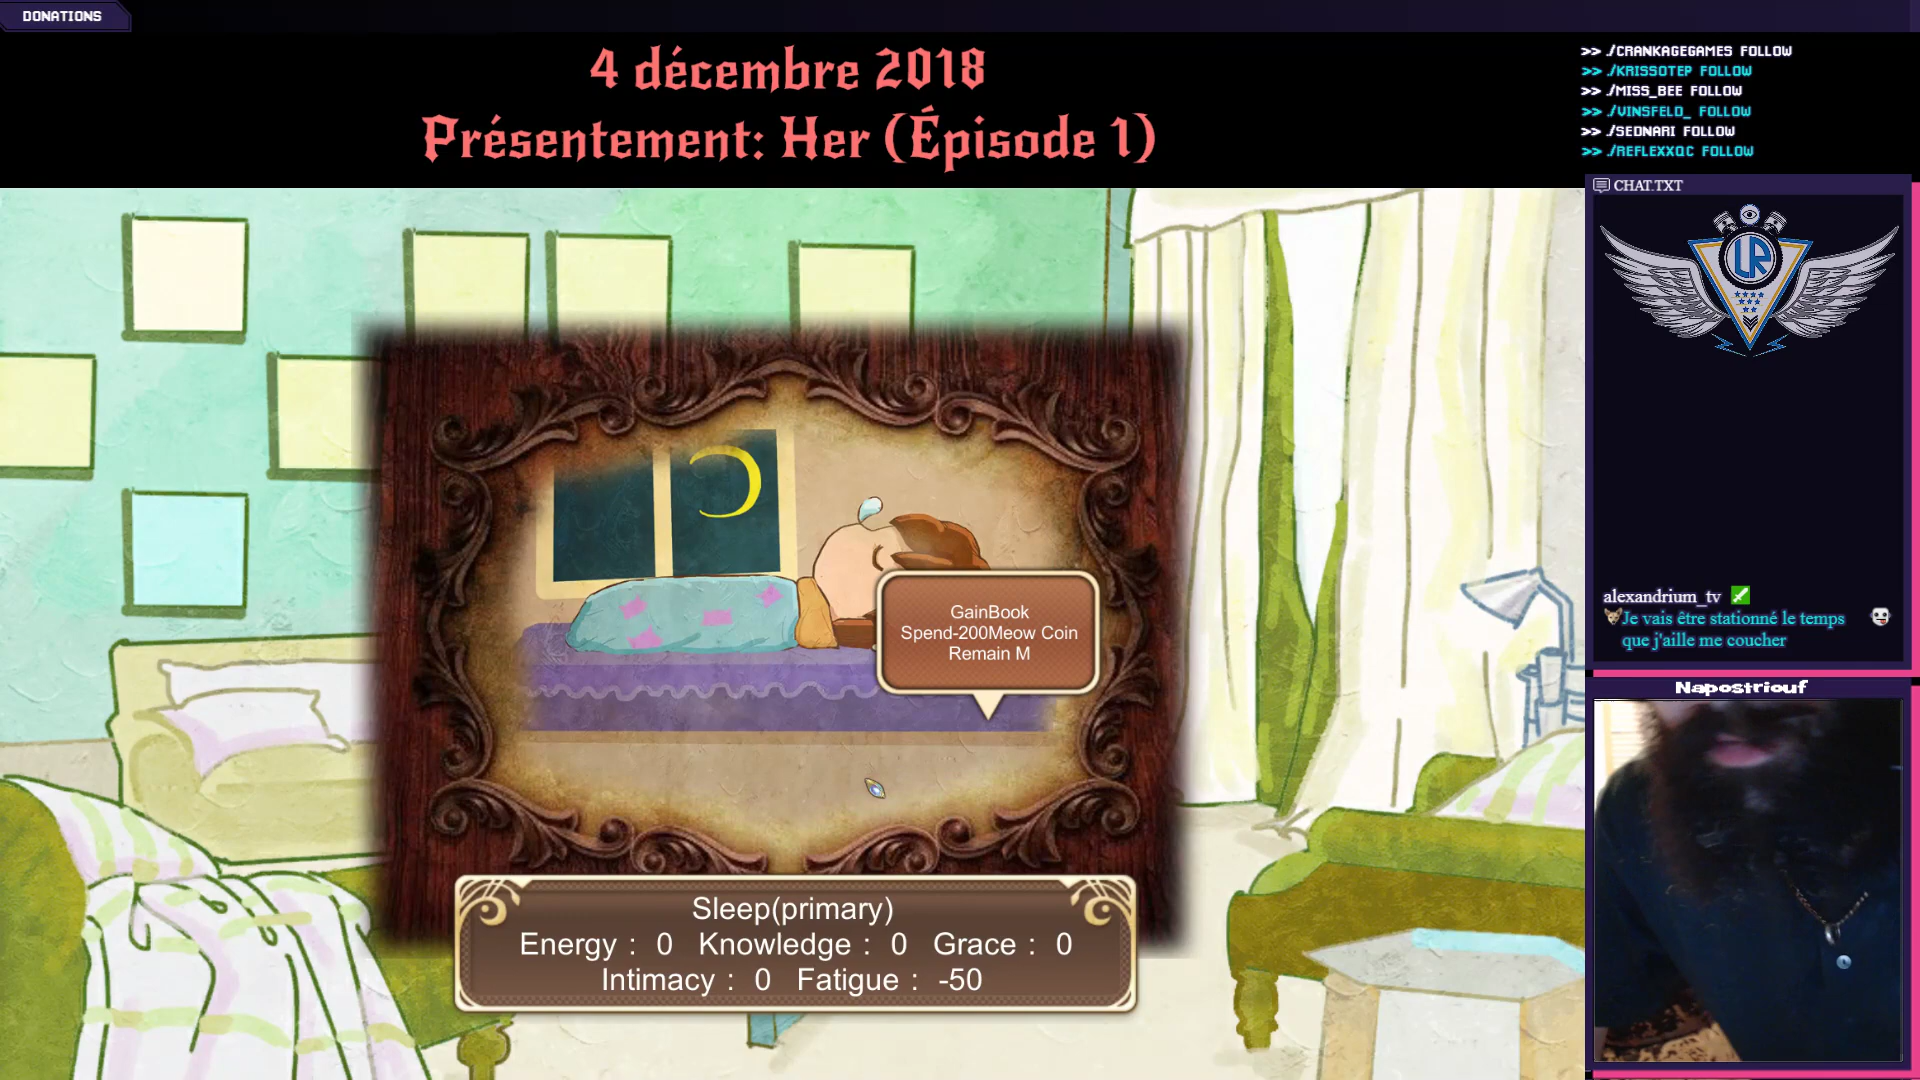 DONATIONS
4 décembre 2018
Présentement: Her (Épisode 1)
>> ./CRANKAGEGAMES FOLLOW
>> ./KRISSOTEP FOLLOW
>> ./MISS_BEE FOLLOW
>> ./VINSFELD_ FOLLOW
>> ./SEDNARI FOLLOW
>> ./REFLEXXQC FOLLOW
CHAT.TXT
LR
alexandrium_tv
Je vais être stationné le temps
que j'aille me coucher
Napostriouf
GainBook
Spend-200Meow Coin
Remain M
Sleep(primary)
Energy : 0 Knowledge : 0 Grace : 0
Intimacy : 0 Fatigue : -50